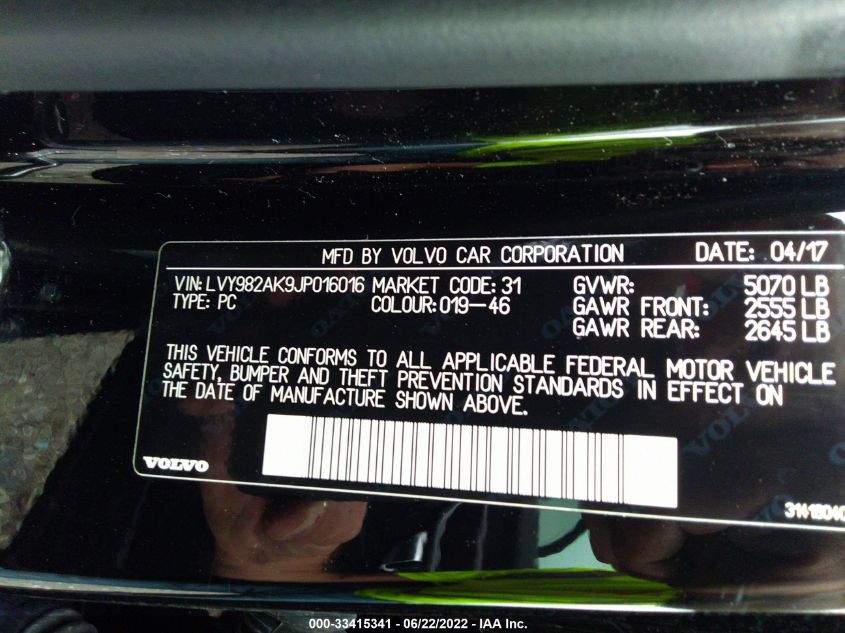 MFD BY VOLVO CAR CORPORATION DATE: 04/17
VIN: LVY982AK9JP016016 MARKET CODE: 31 GVWR: 5070 LB
TYPE: PC COLOUR: 019-46 GAWR FRONT: 2555 LB
GAWR REAR: 2645 LB
THIS VEHICLE CONFORMS TO ALL APPLICABLE FEDERAL MOTOR VEHICLE
SAFETY, BUMPER AND THEFT PREVENTION STANDARDS IN EFFECT ON
THE DATE OF MANUFACTURE SHOWN ABOVE.
VOLVO
000-33415341 - 06/22/2022 - IAA Inc.